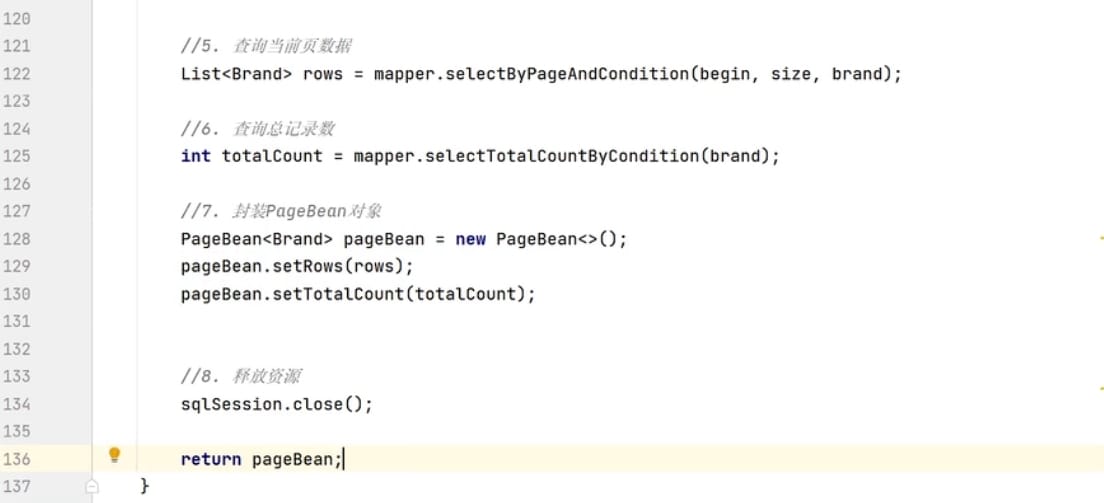 120
121 //5. 查询当前页数据
122 List<Brand> rows = mapper.selectByPageAndCondition(begin, size, brand);
123
124 //6. 查询总记录数
125 int totalCount = mapper.selectTotalCountByCondition(brand);
126
127 //7. 封装PageBean对象
128 PageBean<Brand> pageBean = new PageBean<>();
129 pageBean.setRows(rows);
130 pageBean.setTotalCount(totalCount);
131
132
133 //8. 释放资源
134 sqlSession.close();
135
136 return pageBean;
137 }